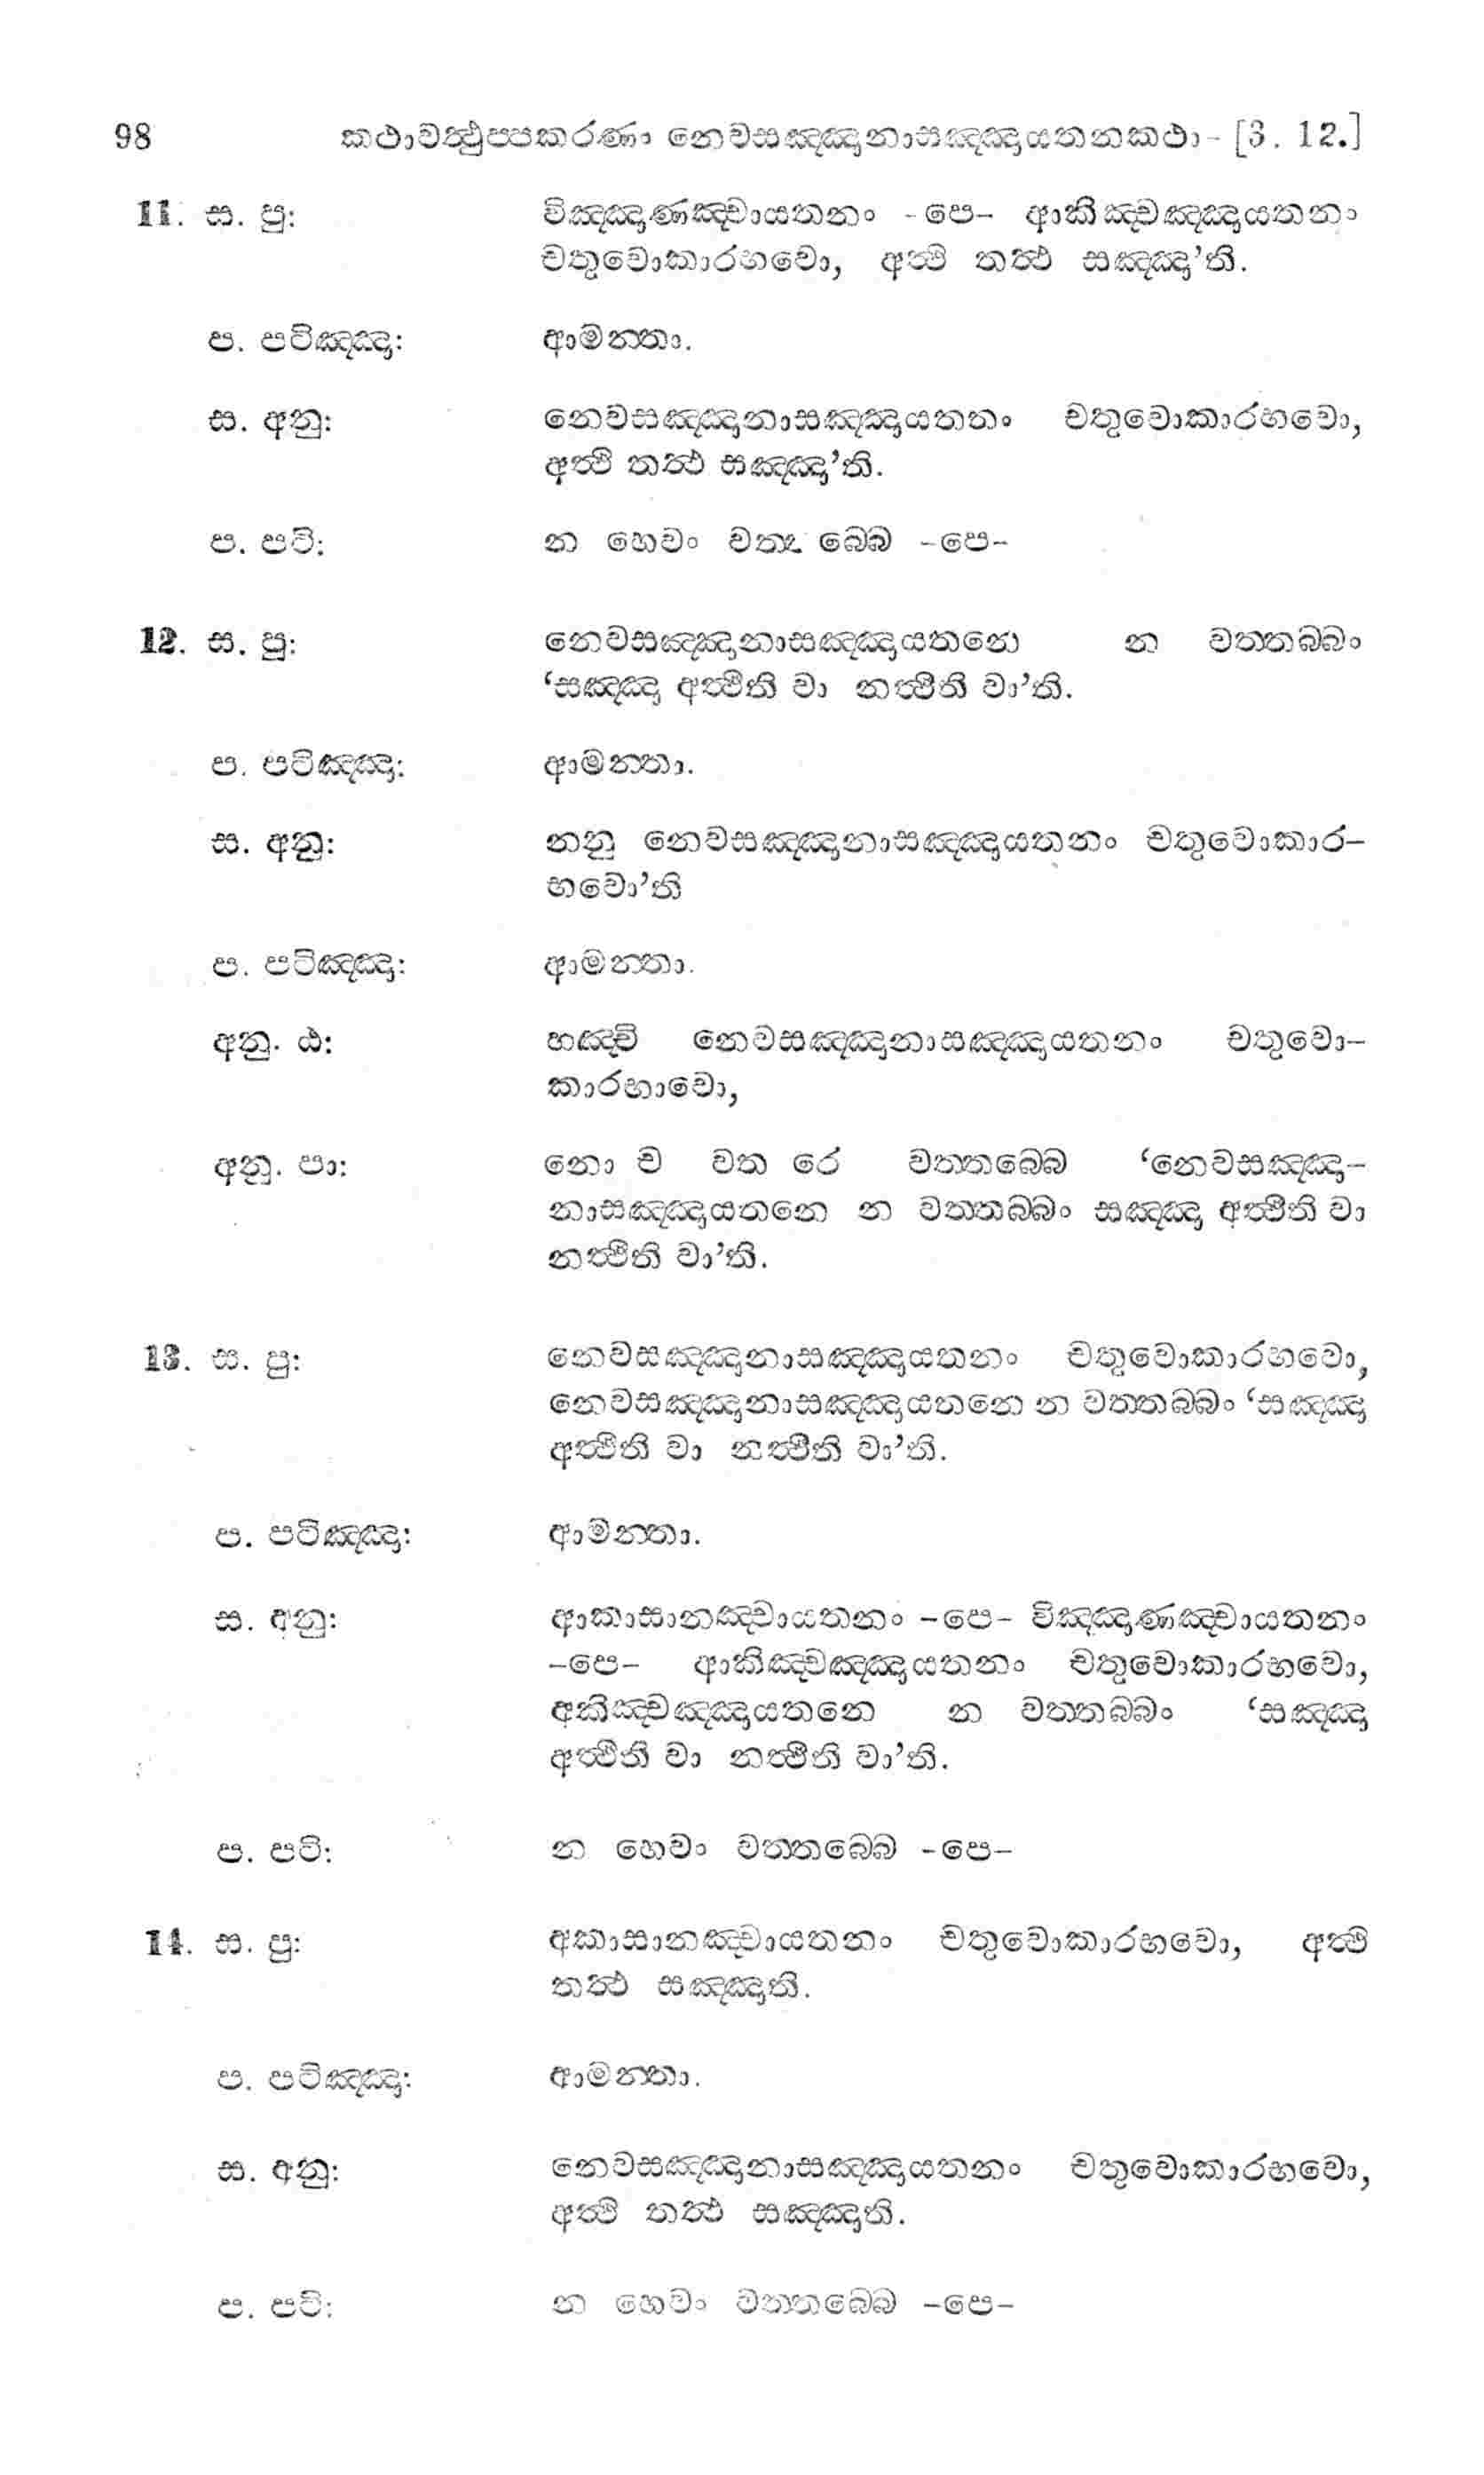 98 කථාවත්‍ථුප්පකරණං නෙවසඤ්ඤානාසඤ්ඤායතනකථා - [3. 12.]
11. ස. පු: විඤ්ඤාණඤ්චායතනං -පෙ- ආකිඤ්චඤ්ඤායතනං
චතුවොකාරභවො, අත්‍ථි තත්‍ථ සඤ්ඤා’ති.
ප. පටිඤ්ඤා: ආමන්තා.
ස. අනු: නෙවසඤ්ඤානාසඤ්ඤායතනං චතුවොකාරභවො,
අත්‍ථි තත්‍ථ සඤ්ඤා’ති.
ප. පටි: න හෙවං වත්තබ්බෙ -පෙ-
12. ස. පු: නෙවසඤ්ඤානාසඤ්ඤායතනෙ න වත්තබ්බං
‘සඤ්ඤා අත්‍ථීති වා නත්‍ථීති වා’ති.
ප. පටිඤ්ඤා: ආමන්තා.
ස. අනු: නනු නෙවසඤ්ඤානාසඤ්ඤායතනං චතුවොකාර-
භවො’ති
ප. පටිඤ්ඤා: ආමන්තා.
අනු. ඨ: හඤ්චි නෙවසඤ්ඤානාසඤ්ඤායතනං චතුවො-
කාරභාවො,
අනු. පා: නො ච වත රෙ වත්තබ්බෙ ‘නෙවසඤ්ඤා-
නාසඤ්ඤායතනෙ න වත්තබ්බං සඤ්ඤා අත්‍ථීති වා
නත්‍ථීති වා’ති.
13. ස. පු: නෙවසඤ්ඤානාසඤ්ඤායතනං චතුවොකාරභවො,
නෙවසඤ්ඤානාසඤ්ඤායතනෙ න වත්තබ්බං ‘සඤ්ඤා
අත්‍ථීති වා නත්‍ථීති වා’ති.
ප. පටිඤ්ඤා: ආමන්තා.
ස. අනු: ආකාසානඤ්චායතනං -පෙ- විඤ්ඤාණඤ්චායතනං
-පෙ- ආකිඤ්චඤ්ඤායතනං චතුවොකාරභවො,
අකිඤ්චඤ්ඤායතනෙ න වත්තබ්බං ‘සඤ්ඤා
අත්‍ථීති වා නත්‍ථීති වා’ති.
ප. පටි: න හෙවං වත්තබ්බෙ -පෙ-
14. ස. පු: අකාසානඤ්චායතනං චතුවොකාරභවො, අත්‍ථි
තත්‍ථ සඤ්ඤාති.
ප. පටිඤ්ඤා: ආමන්තා.
ස. අනු: නෙවසඤ්ඤානාසඤ්ඤායතනං චතුවොකාරභවො,
අත්‍ථි තත්‍ථ සඤ්ඤාති.
ප. පටි: න හෙවං වත්තබ්බෙ -පෙ-